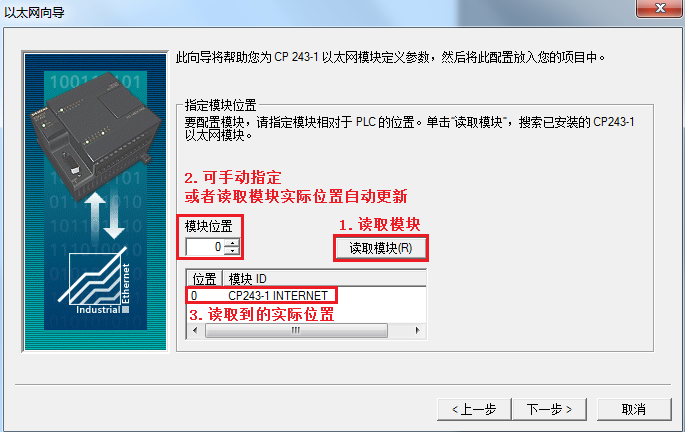 以太网向导
此向导将帮助您为 CP 243-1 以太网模块定义参数，然后将此配置放入您的项目中。
指定模块位置
要配置模块，请指定模块相对于 PLC 的位置。单击"读取模块"，搜索已安装的 CP243-1
以太网模块。
2.可手动指定
或者读取模块实际位置自动更新
模块位置
0
1.读取模块
读取模块(R)
位置 模块 ID
0 CP243-1 INTERNET
3.读取到的实际位置
Industrial
Ethernet
< 上一步
下一步 >
取消